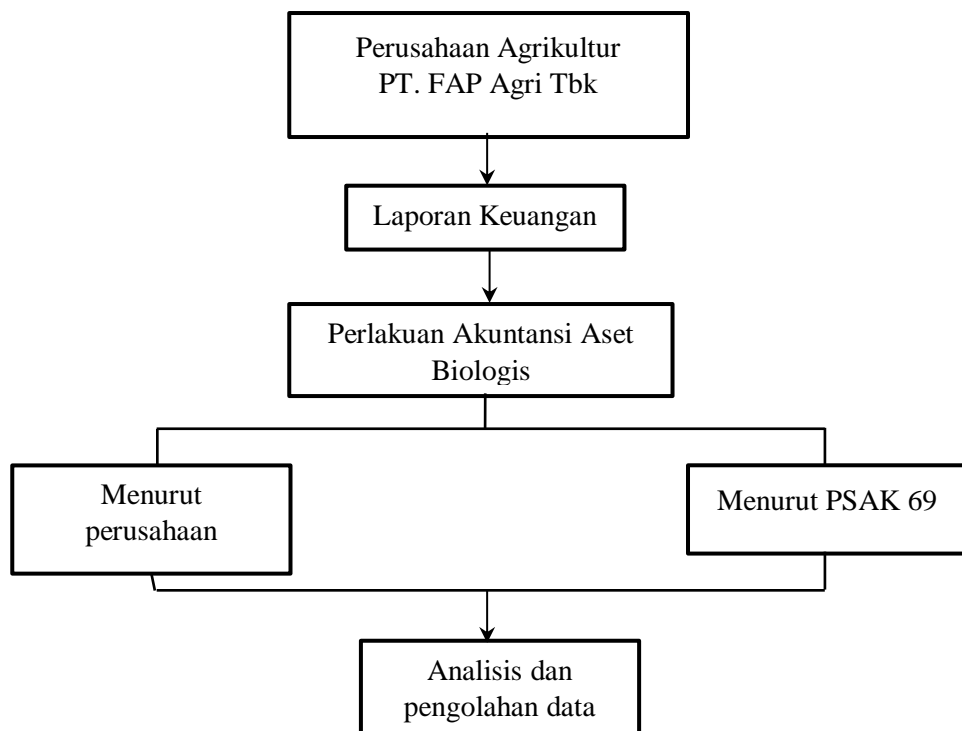 Perusahaan Agrikultur
PT. FAP Agri Tbk
Laporan Keuangan
Perlakuan Akuntansi Aset
Biologis
Menurut
perusahaan
Menurut PSAK 69
Analisis dan
pengolahan data